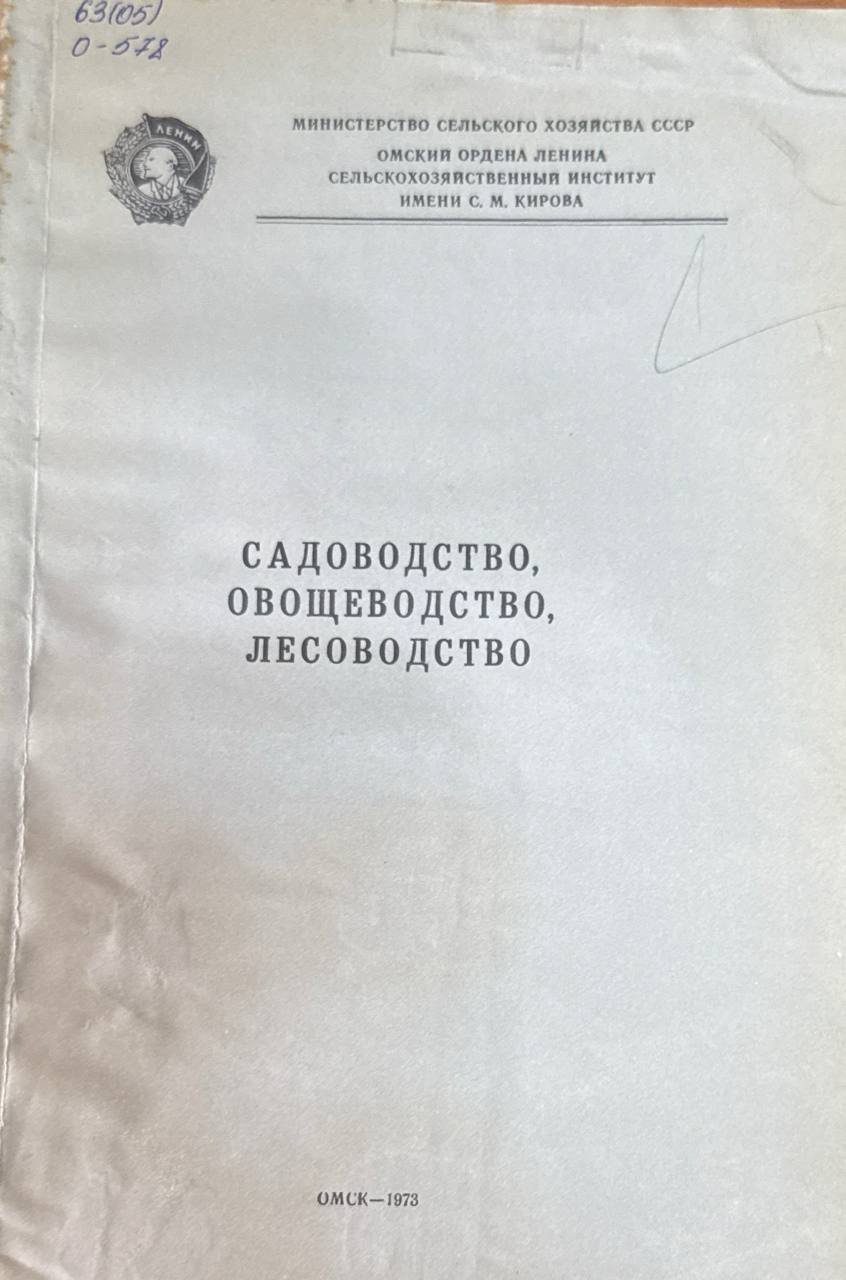 63(05)
О-578
ЛЕНИН
МИНИСТЕРСТВО СЕЛЬСКОГО ХОЗЯЙСТВА СССР
ОМСКИЙ ОРДЕНА ЛЕНИНА
СЕЛЬСКОХОЗЯЙСТВЕННЫЙ ИНСТИТУТ
ИМЕНИ С. М. КИРОВА
САДОВОДСТВО,
ОВОЩЕВОДСТВО,
ЛЕСОВОДСТВО
ОМСК—1973